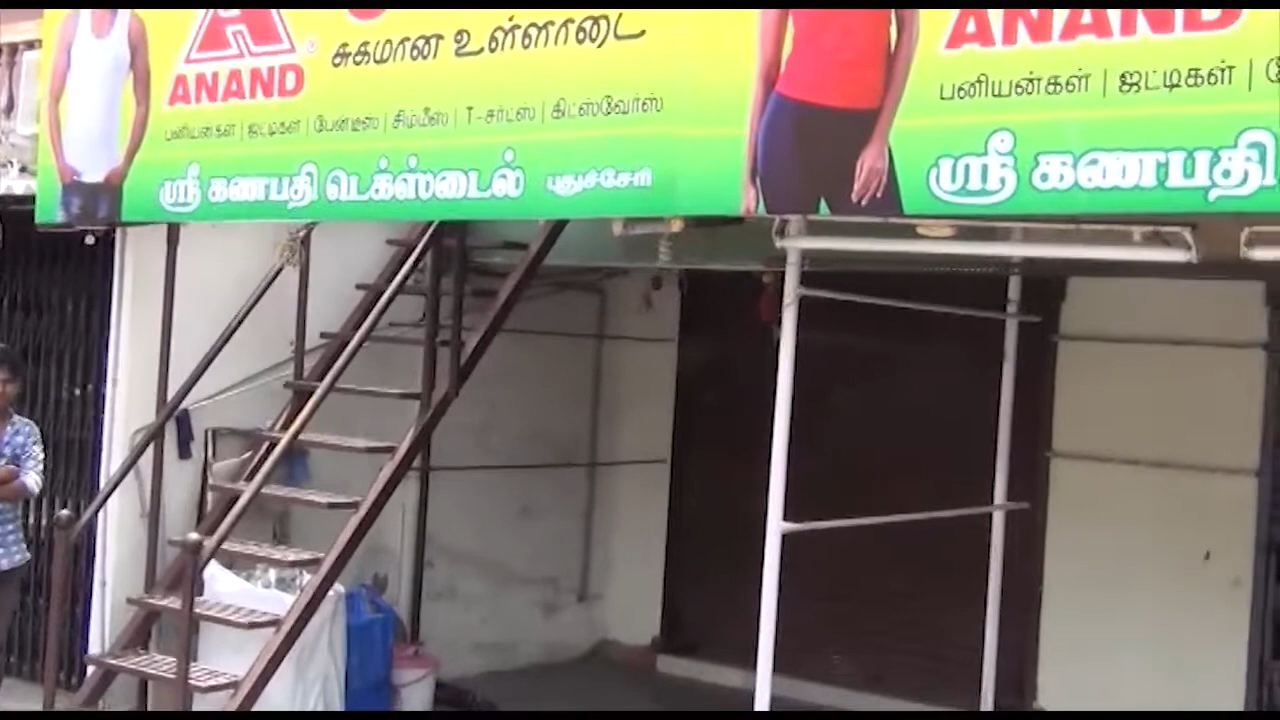 சுகமான உள்ளாடை
ANAND®
பனியன்கள் | ஜட்டிகள் | பேன்டீஸ் | சிம்மீஸ் | T-சர்ட்ஸ் | கிட்ஸ்வேர்ஸ்
ஸ்ரீ கணபதி டெக்ஸ்டைல் புதுச்சேரி
ANAND
பனியன்கள் | ஜட்டிகள் |
ஸ்ரீ கணபதி